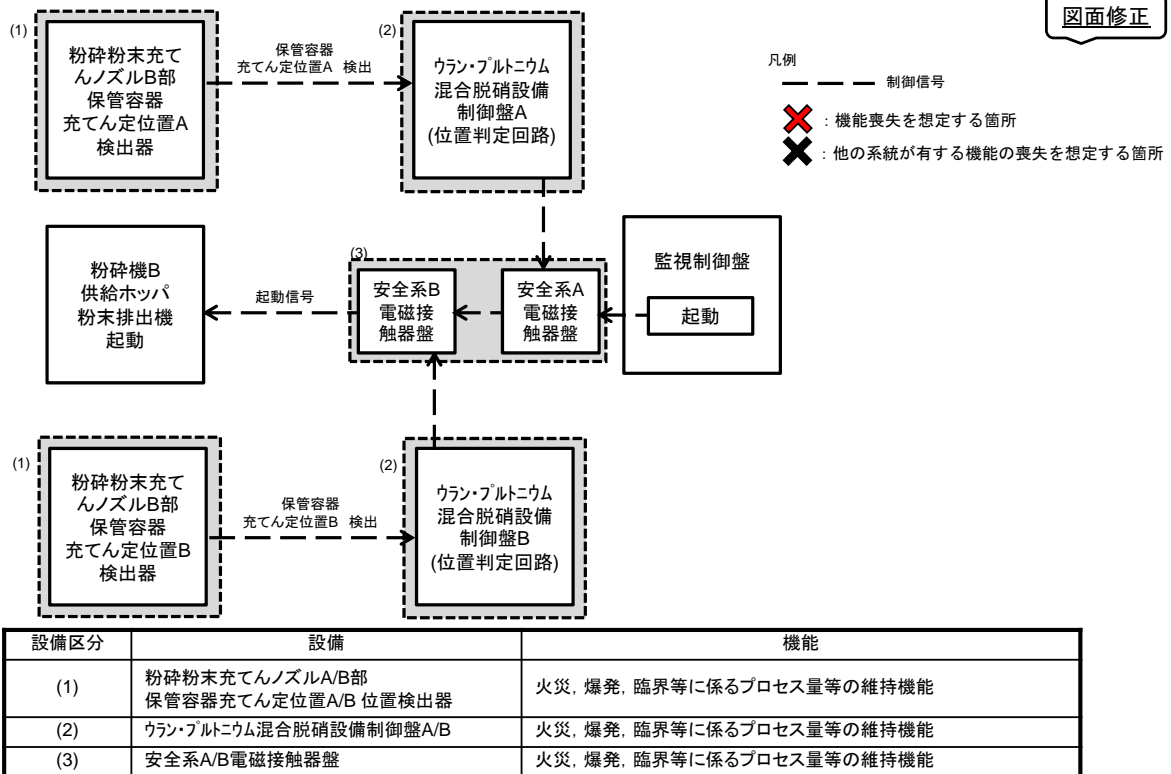 図面修正
(1)
粉砕粉末充て
んノズルB部
保管容器
充てん定位置A
検出器
保管容器
充てん定位置A 検出
(2)
ウラン・プルトニウム
混合脱硝設備
制御盤A
(位置判定回路)
凡例
制御信号
：機能喪失を想定する箇所
：他の系統が有する機能の喪失を想定する箇所
粉砕機B
供給ホッパ
粉末排出機
起動
起動信号
(3)
安全系B
電磁接
触器盤
安全系A
電磁接
触器盤
監視制御盤
起動
(1)
粉砕粉末充て
んノズルB部
保管容器
充てん定位置B
検出器
保管容器
充てん定位置B 検出
(2)
ウラン・プルトニウム
混合脱硝設備
制御盤B
(位置判定回路)
設備区分 設備 機能
(1) 粉砕粉末充てんノズルA/B部
保管容器充てん定位置A/B 位置検出器 火災，爆発，臨界等に係るプロセス量等の維持機能
(2) ウラン・プルトニウム混合脱硝設備制御盤A/B 火災，爆発，臨界等に係るプロセス量等の維持機能
(3) 安全系A/B電磁接触器盤 火災，爆発，臨界等に係るプロセス量等の維持機能